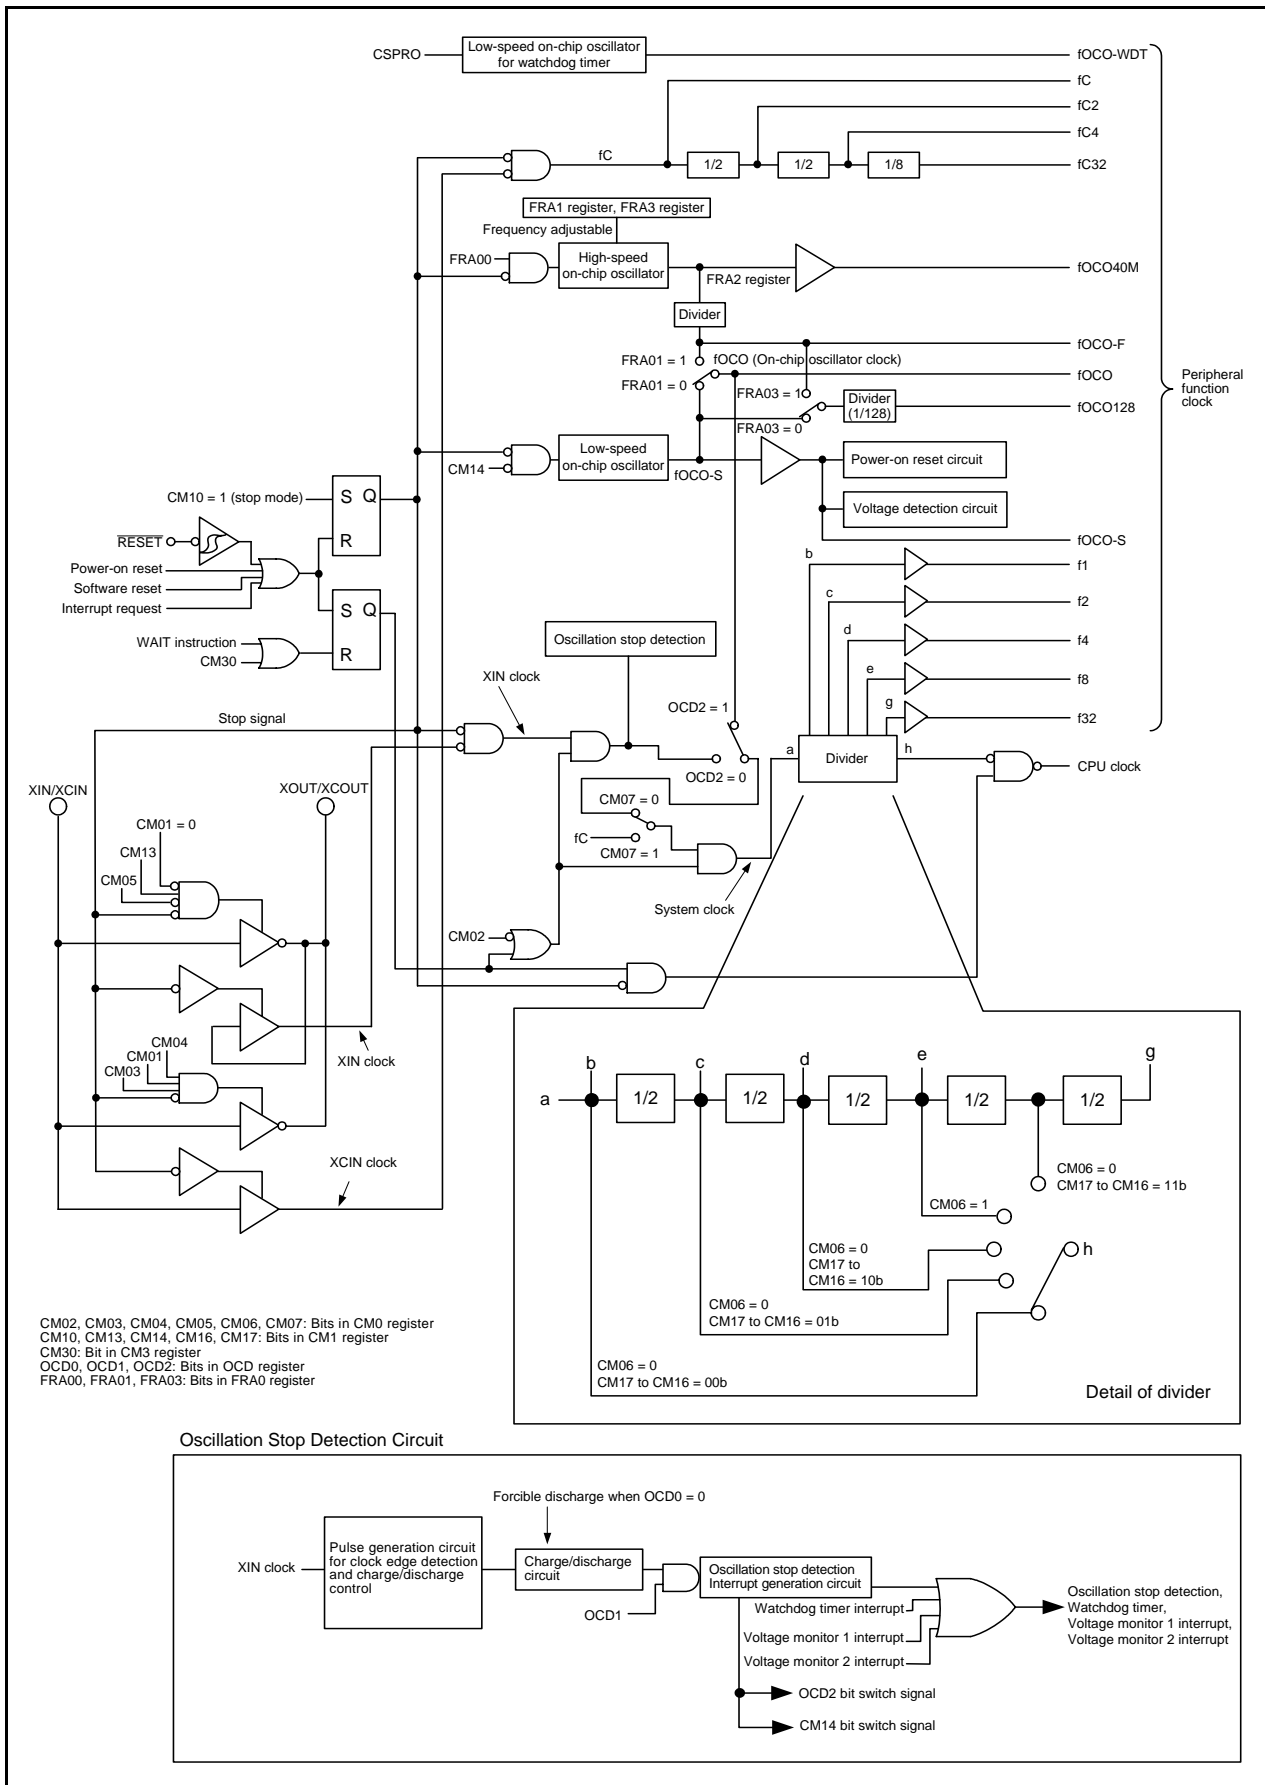 CSPRO
Low-speed on-chip oscillator
for watchdog timer
fOCO-WDT
fC
fC2
fC4
fC
1/2
1/2
1/8
fC32
FRA1 register, FRA3 register
Frequency adjustable
FRA00
High-speed
on-chip oscillator
FRA2 register
fOCO40M
Divider
fOCO-F
FRA01 = 1
fOCO (On-chip oscillator clock)
FRA01 = 0
fOCO
FRA03 = 1
Divider
(1/128)
fOCO128
FRA03 = 0
Peripheral
function
clock
Low-speed
on-chip oscillator
CM14
fOCO-S
Power-on reset circuit
Voltage detection circuit
fOCO-S
CM10 = 1 (stop mode)
S Q
R
RESET
Power-on reset
Software reset
Interrupt request
S Q
R
WAIT instruction
CM30
b
f1
c
f2
d
f4
e
f8
g
f32
Oscillation stop detection
XIN clock
Stop signal
OCD2 = 1
OCD2 = 0
a
Divider
h
CPU clock
XIN/XCIN
XOUT/XCOUT
CM07 = 0
fC
CM07 = 1
System clock
CM01 = 0
CM13
CM05
CM02
XIN clock
CM04
CM01
CM03
XCIN clock
a
b
1/2
c
1/2
d
1/2
e
1/2
1/2
g
CM06 = 0
CM17 to CM16 = 11b
CM06 = 1
CM06 = 0
CM17 to
CM16 = 10b
h
CM06 = 0
CM17 to CM16 = 01b
CM06 = 0
CM17 to CM16 = 00b
Detail of divider
CM02, CM03, CM04, CM05, CM06, CM07: Bits in CM0 register
CM10, CM13, CM14, CM16, CM17: Bits in CM1 register
CM30: Bit in CM3 register
OCD0, OCD1, OCD2: Bits in OCD register
FRA00, FRA01, FRA03: Bits in FRA0 register
Oscillation Stop Detection Circuit
Forcible discharge when OCD0 = 0
XIN clock
Pulse generation circuit
for clock edge detection
and charge/discharge
control
Charge/discharge
circuit
OCD1
Oscillation stop detection
Interrupt generation circuit
Watchdog timer interrupt
Voltage monitor 1 interrupt
Voltage monitor 2 interrupt
Oscillation stop detection,
Watchdog timer,
Voltage monitor 1 interrupt,
Voltage monitor 2 interrupt
OCD2 bit switch signal
CM14 bit switch signal